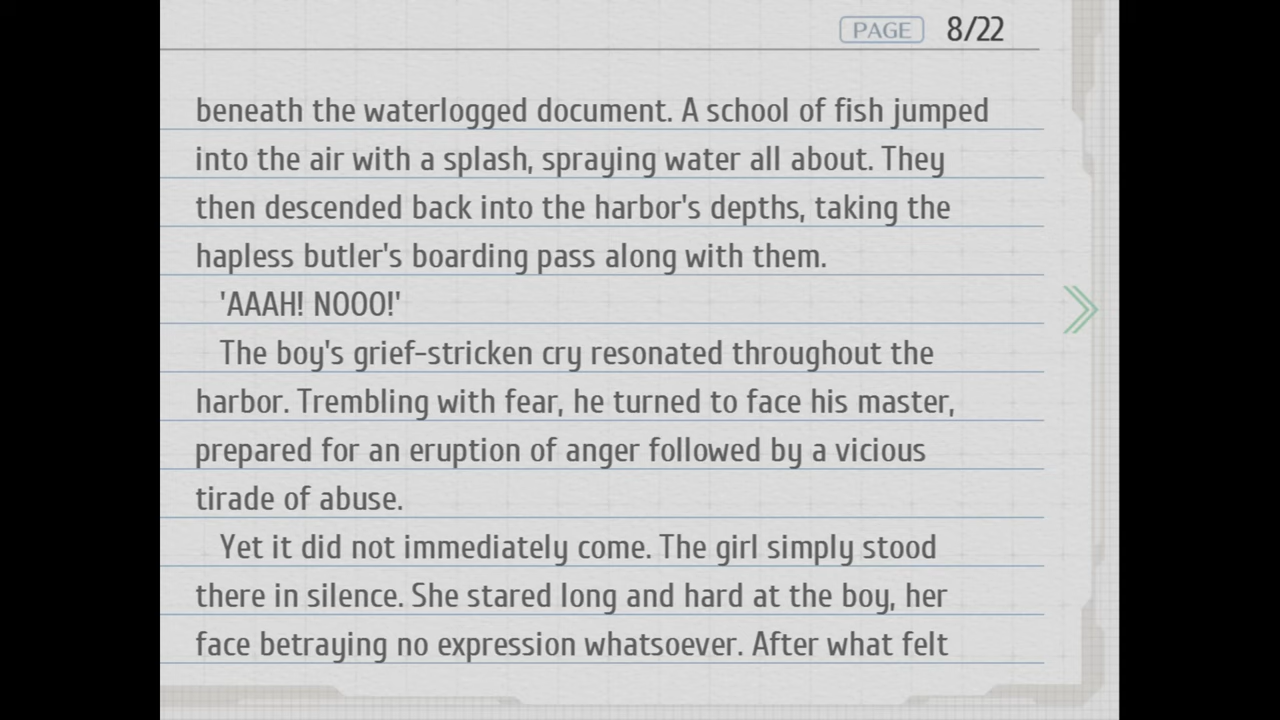 PAGE 8/22
beneath the waterlogged document. A school of fish jumped
into the air with a splash, spraying water all about. They
then descended back into the harbor's depths, taking the
hapless butler's boarding pass along with them.
'AAAH! NOOO!'
The boy's grief-stricken cry resonated throughout the
harbor. Trembling with fear, he turned to face his master,
prepared for an eruption of anger followed by a vicious
tirade of abuse.
Yet it did not immediately come. The girl simply stood
there in silence. She stared long and hard at the boy, her
face betraying no expression whatsoever. After what felt